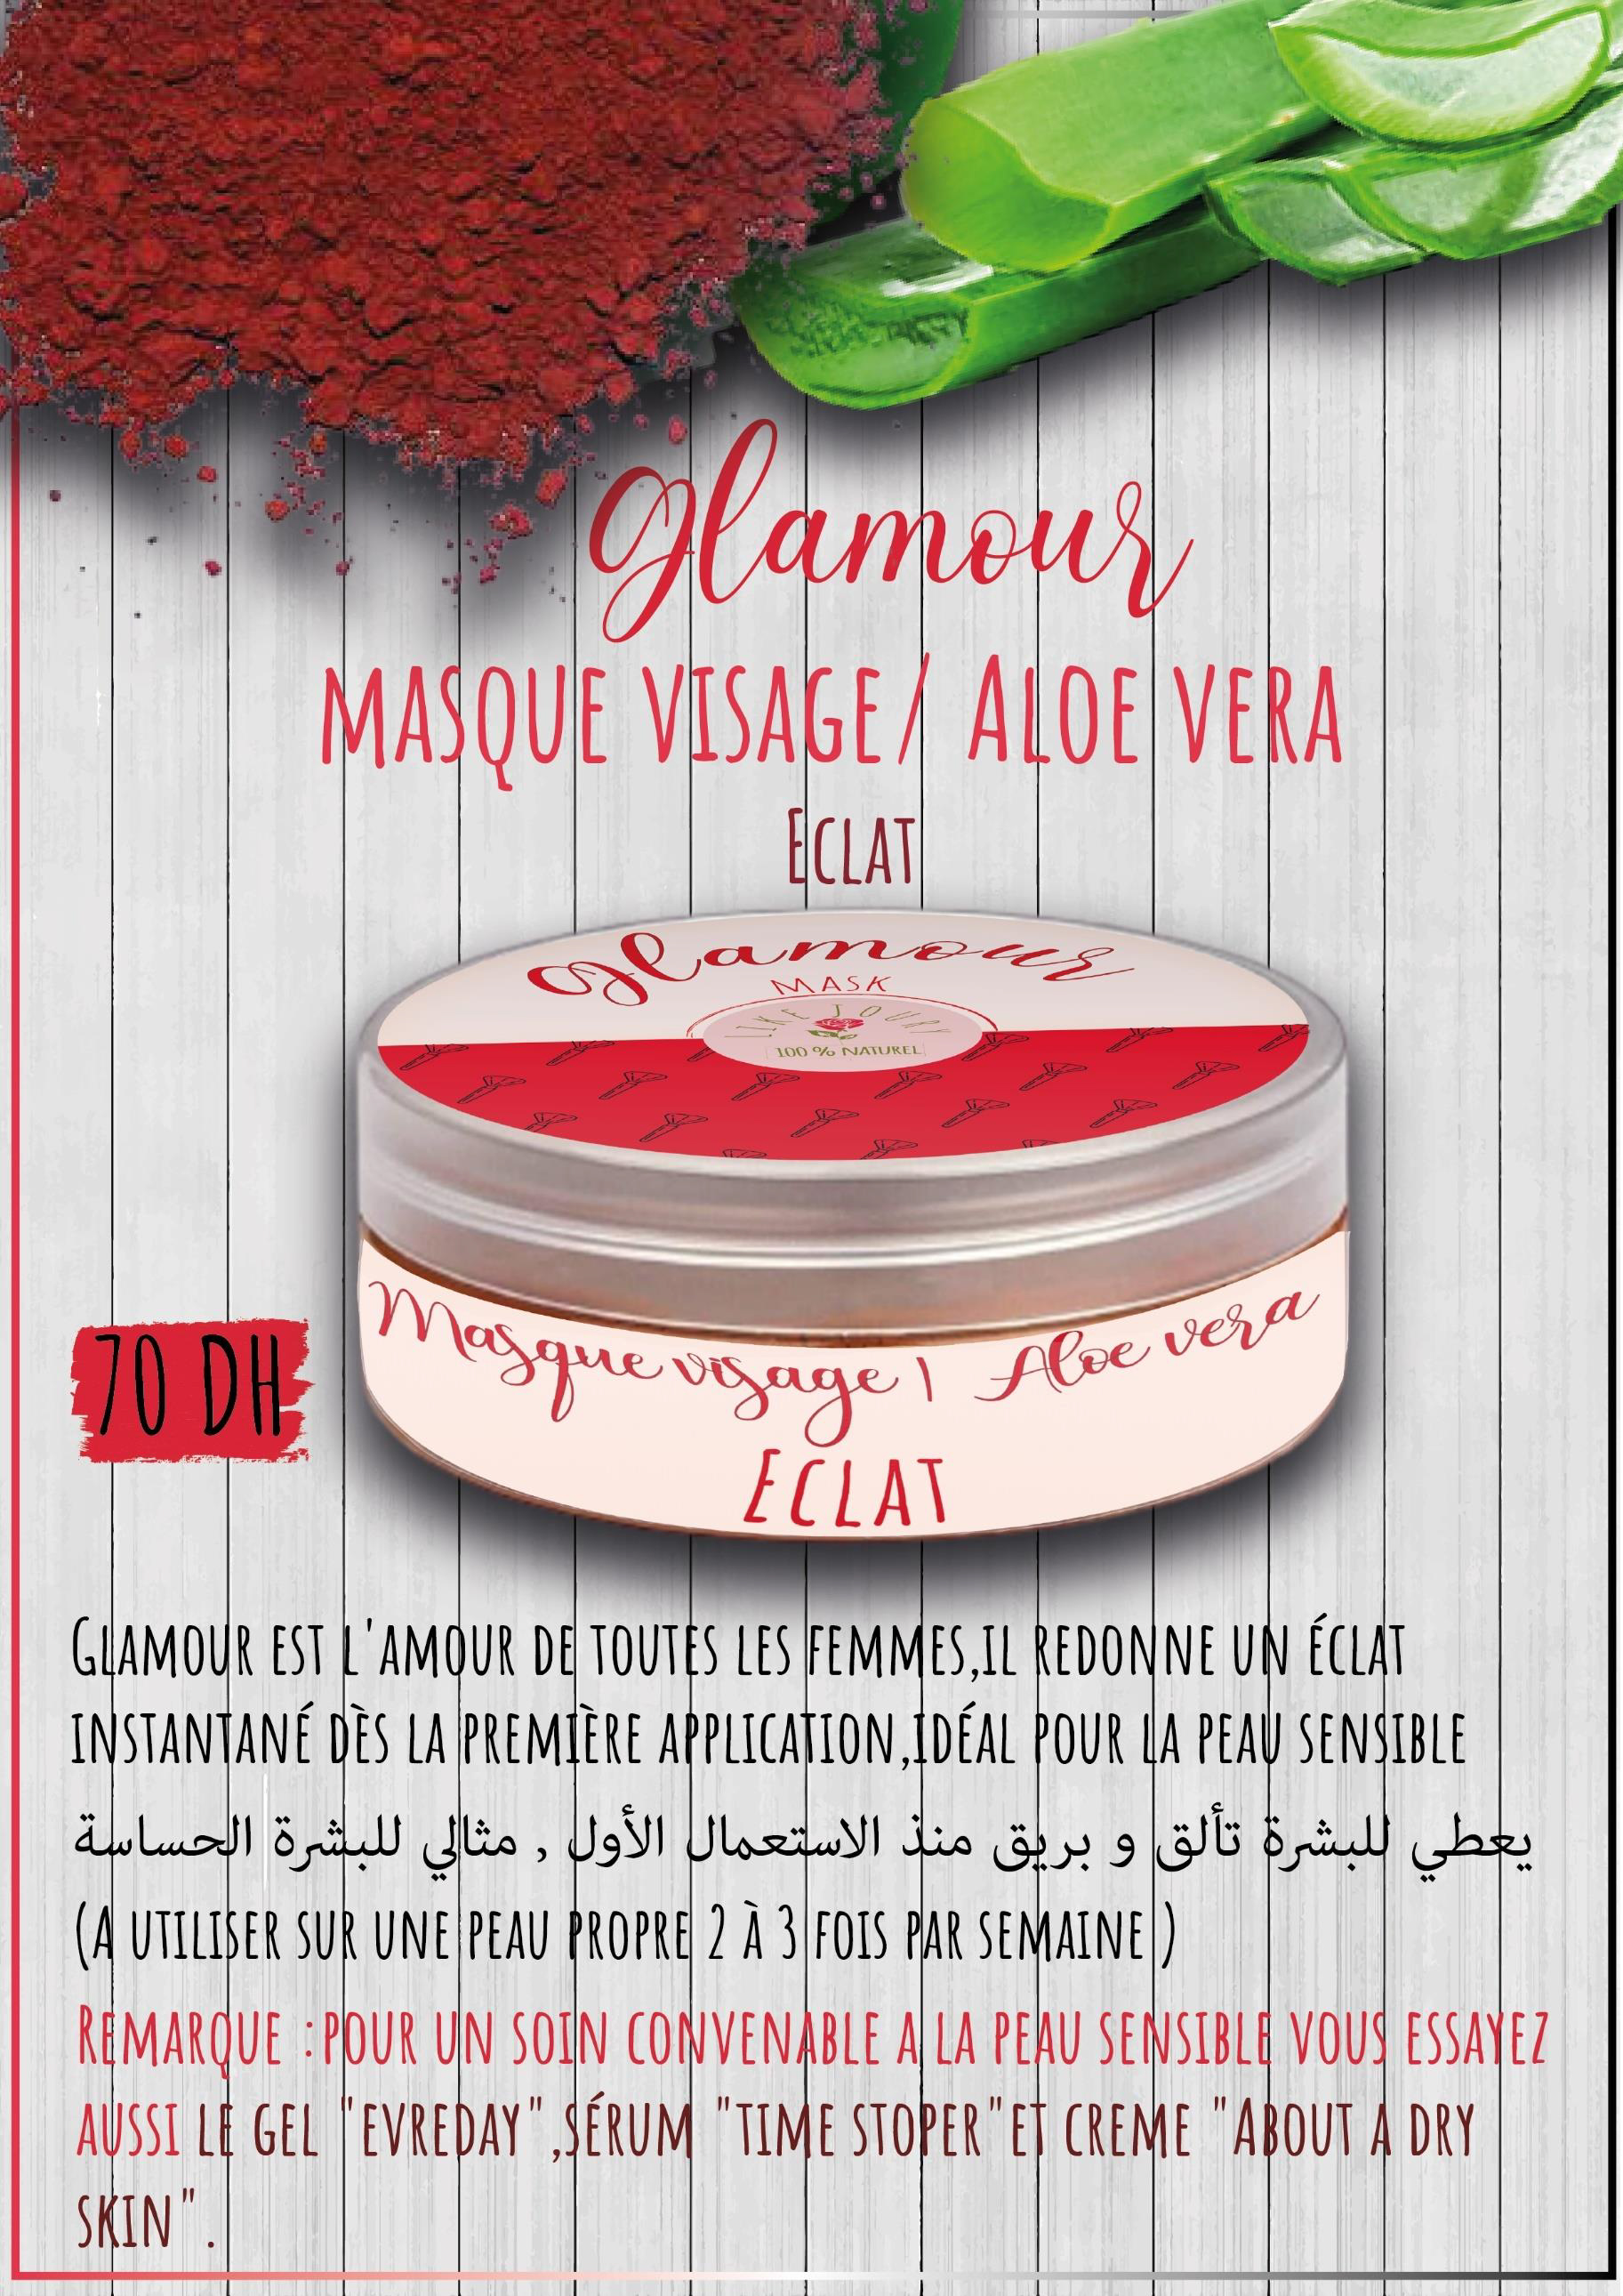 Glamour
MASQUE VISAGE/ ALOE VERA
ECLAT
Glamour
MASK
LIKE JOURY
100 % NATUREL
Masque visage | Aloe vera
ECLAT
70 DH
GLAMOUR EST L'AMOUR DE TOUTES LES FEMMES,IL REDONNE UN ÉCLAT
INSTANTANÉ DÈS LA PREMIÈRE APPLICATION,IDÉAL POUR LA PEAU SENSIBLE
يعطي للبشرة تألق و بريق منذ الاستعمال الأول , مثالي للبشرة الحساسة
(A UTILISER SUR UNE PEAU PROPRE 2 À 3 FOIS PAR SEMAINE )
REMARQUE :POUR UN SOIN CONVENABLE A LA PEAU SENSIBLE VOUS ESSAYEZ
AUSSI LE GEL "EVREDAY",SÉRUM "TIME STOPER"ET CREME "ABOUT A DRY
SKIN".